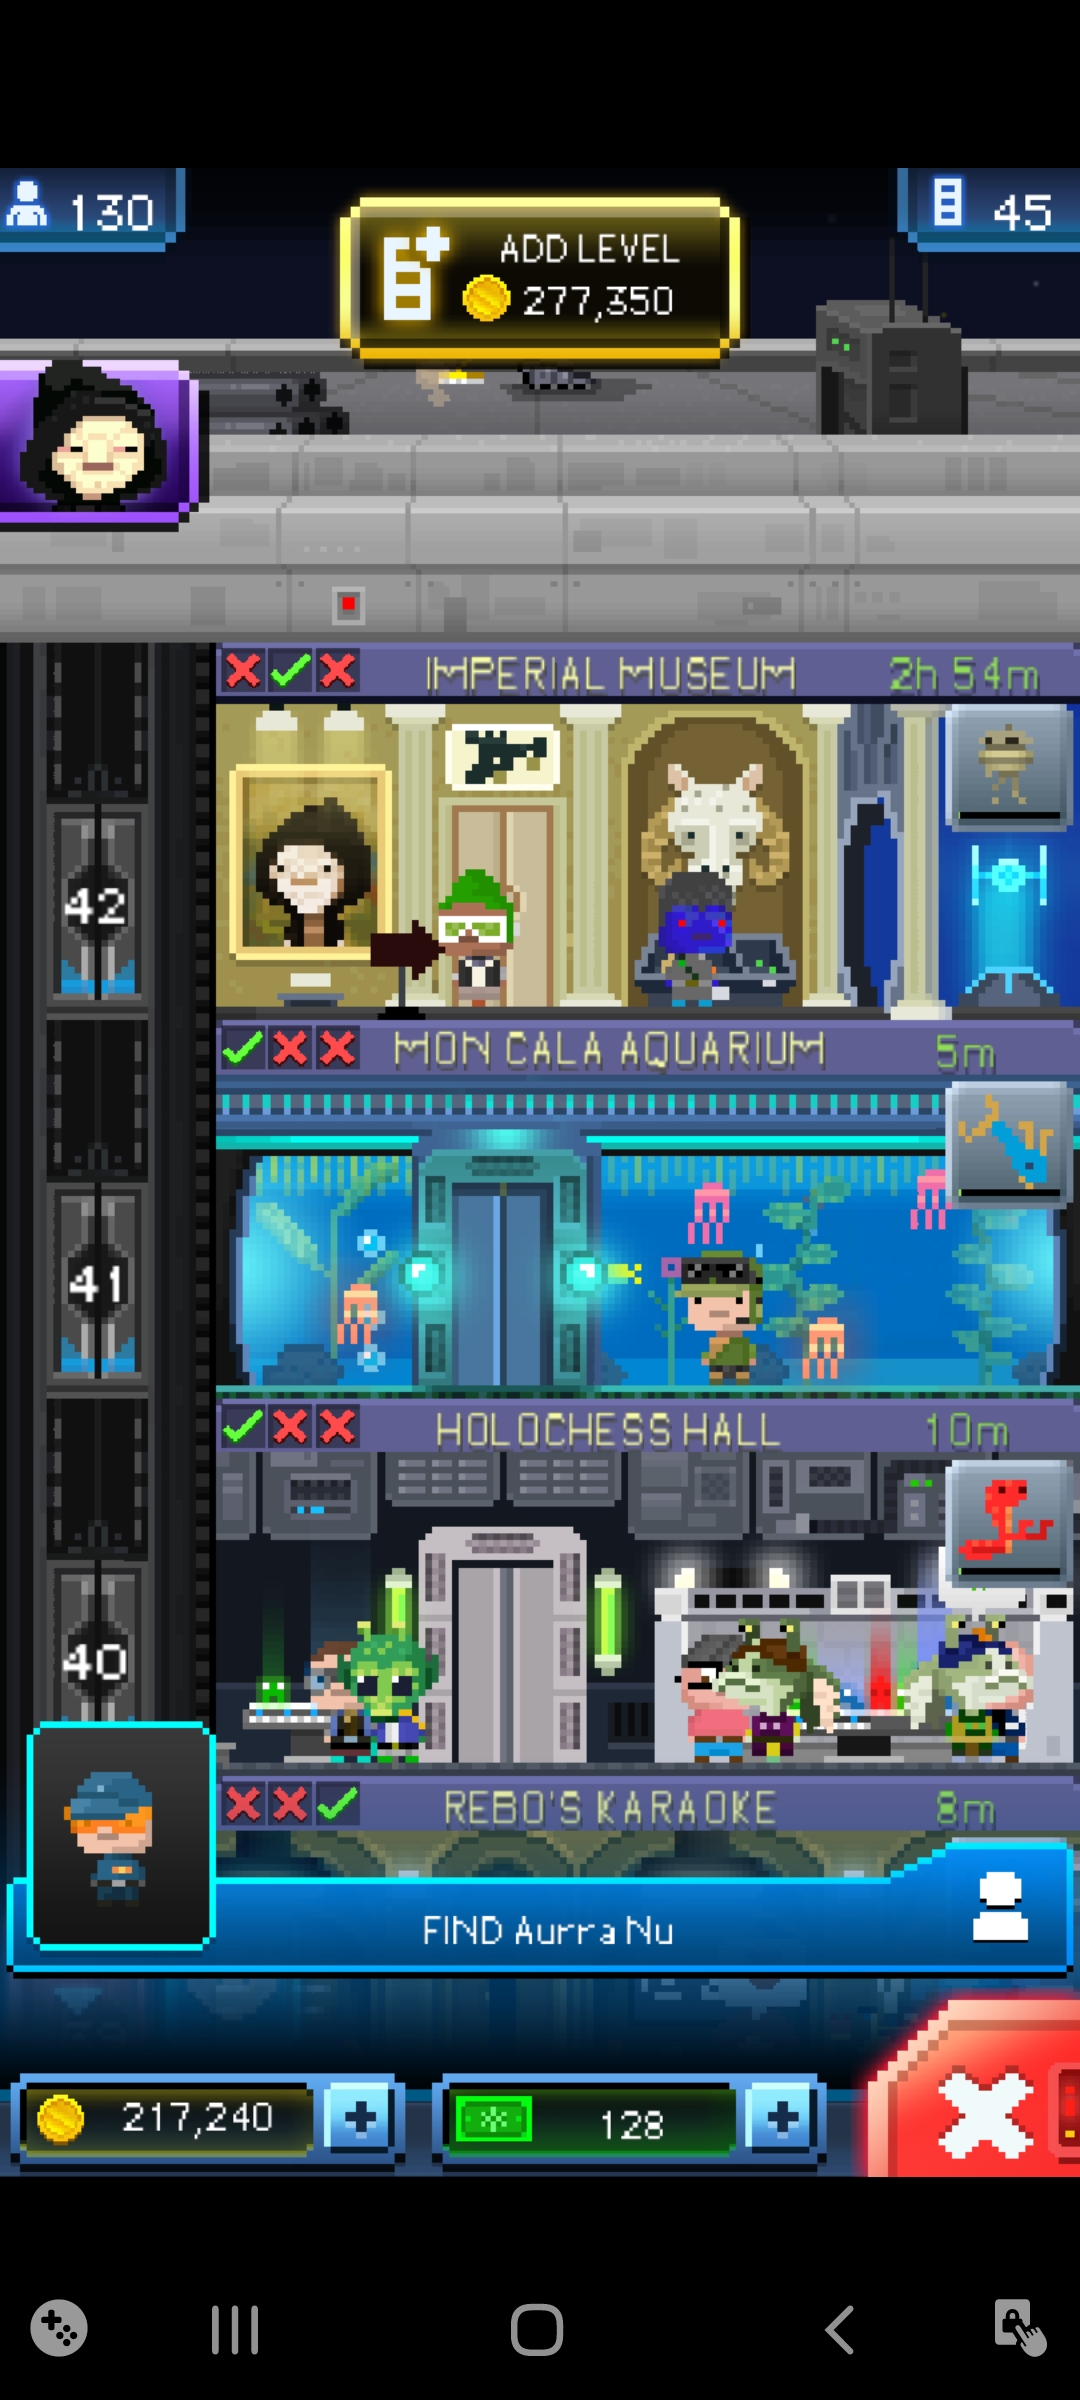 130
ADD LEVEL
277,350
45
IMPERIAL MUSEUM 2h 54m
42
MON CALA AQUARIUM 5m
41
HOLOCHESS HALL 10m
40
REBO'S KARAOKE 8m
FIND Aurra Nu
217,240
128